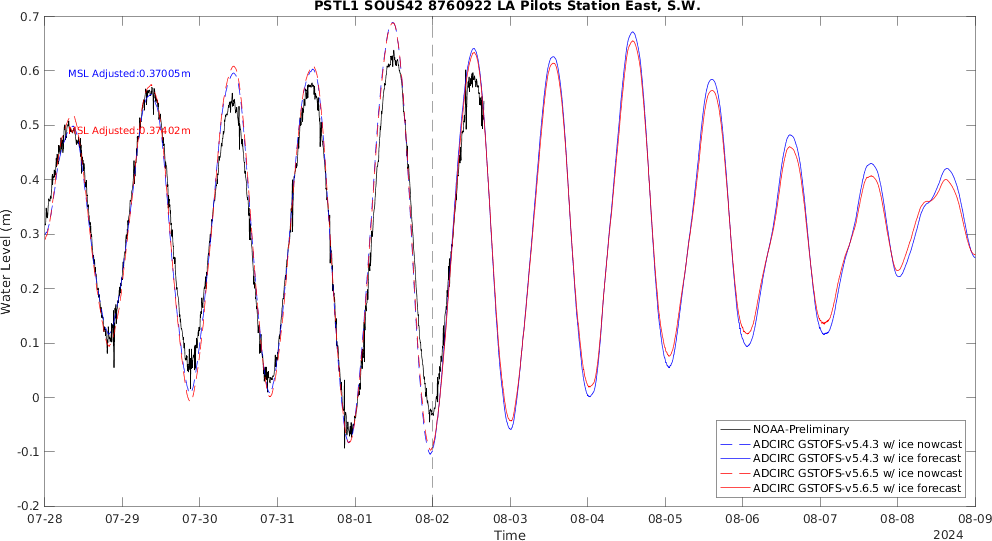 PSTL1 SOUS42 8760922 LA Pilots Station East, S.W.
0.7
0.6
0.5
0.4
0.3
0.2
0.1
0
-0.1
-0.2
Water Level (m)
MSL Adjusted:0.37005m
MSL Adjusted:0.37402m
NOAA-Preliminary
ADCIRC GSTOFS-v5.4.3 w/ ice nowcast
ADCIRC GSTOFS-v5.4.3 w/ ice forecast
ADCIRC GSTOFS-v5.6.5 w/ ice nowcast
ADCIRC GSTOFS-v5.6.5 w/ ice forecast
07-28 07-29 07-30 07-31 08-01 08-02 08-03 08-04 08-05 08-06 08-07 08-08 08-09
Time
2024